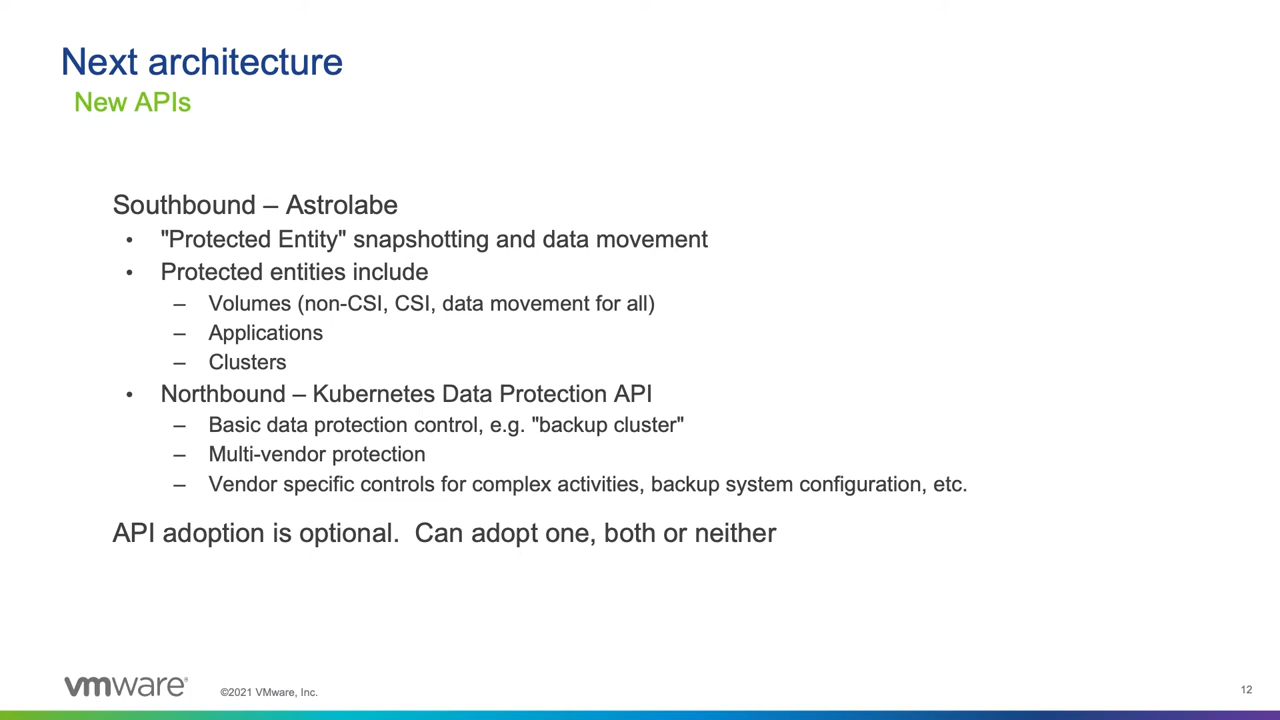 Next architecture
New APIs
Southbound – Astrolabe
• "Protected Entity" snapshotting and data movement
• Protected entities include
– Volumes (non-CSI, CSI, data movement for all)
– Applications
– Clusters
• Northbound – Kubernetes Data Protection API
– Basic data protection control, e.g. "backup cluster"
– Multi-vendor protection
– Vendor specific controls for complex activities, backup system configuration, etc.
API adoption is optional.  Can adopt one, both or neither
vmware®
©2021 VMware, Inc.
12